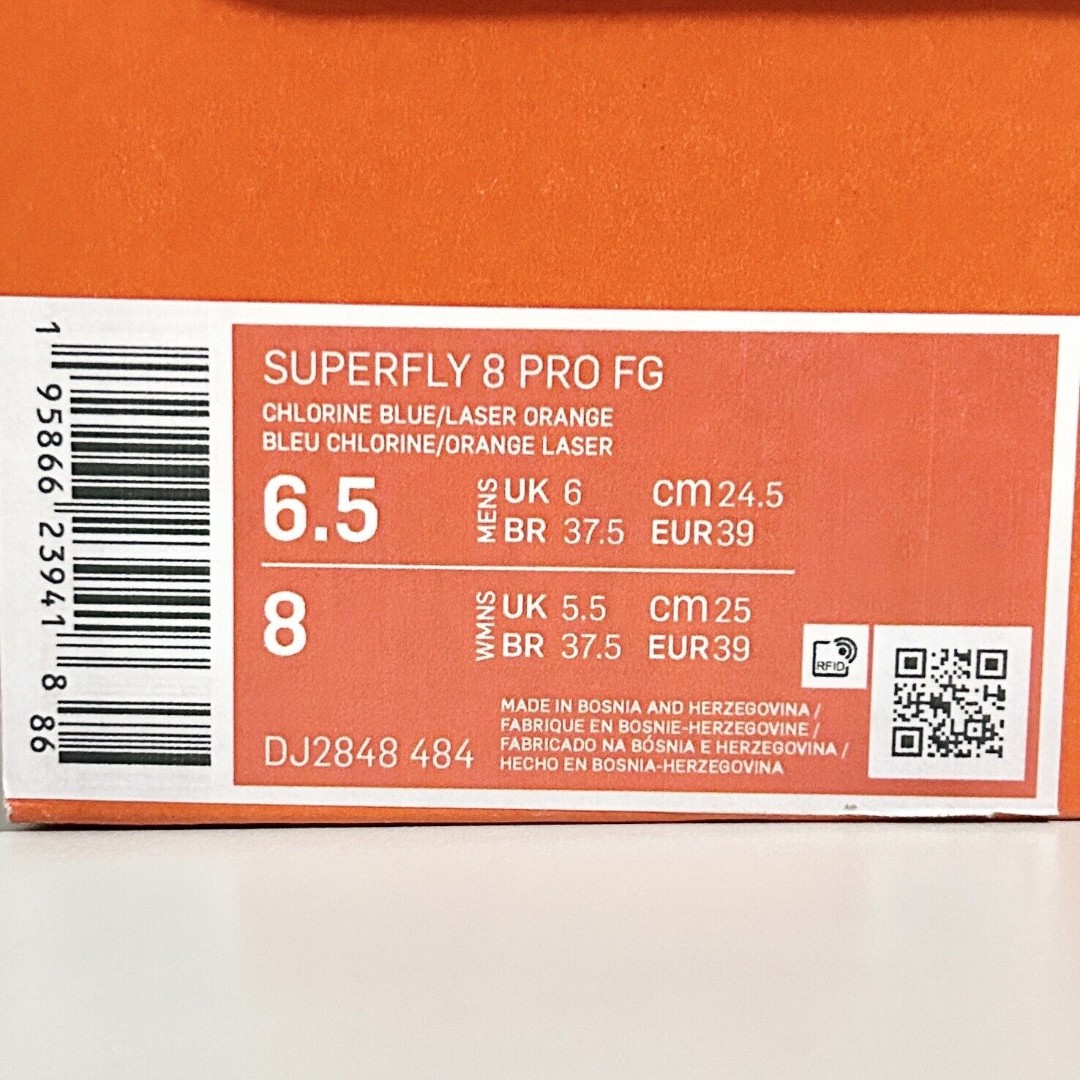 SUPERFLY 8 PRO FG
CHLORINE BLUE/LASER ORANGE
BLEU CHLORINE/ORANGE LASER
6.5 MENS UK 6 cm 24.5
BR 37.5 EUR 39
8 WMNS UK 5.5 cm 25
BR 37.5 EUR 39
RFID
MADE IN BOSNIA AND HERZEGOVINA /
FABRIQUE EN BOSNIE-HERZEGOVINE /
FABRICADO NA BÓSNIA E HERZEGOVINA /
HECHO EN BOSNIA-HERZEGOVINA
DJ2848 484
1 95866 23941 8 86